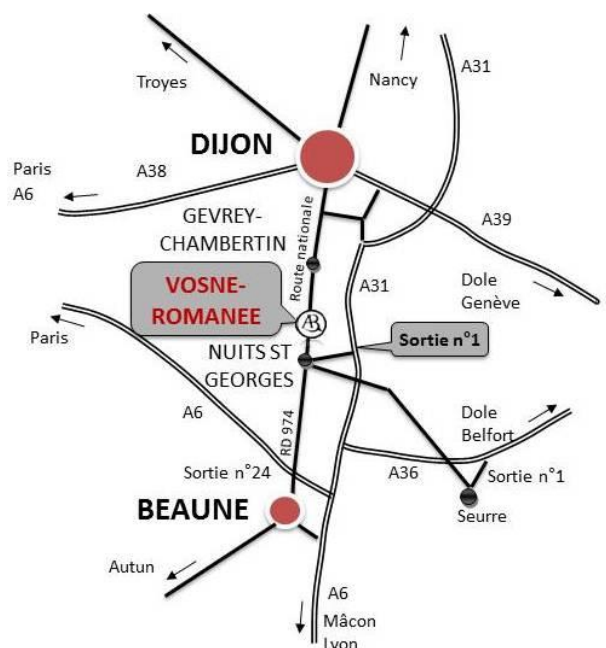 A31
Troyes
Nancy
DIJON
Paris
A6
A38
A39
GEVREY-
CHAMBERTIN
Route nationale
A31
Dole
Genève
VOSNE-
ROMANEE
Paris
NUITS ST
GEORGES
Sortie n°1
A6
RD 974
Dole
Belfort
Sortie n°24
A36
Sortie n°1
BEAUNE
Seurre
Autun
A6
Mâcon
Lyon